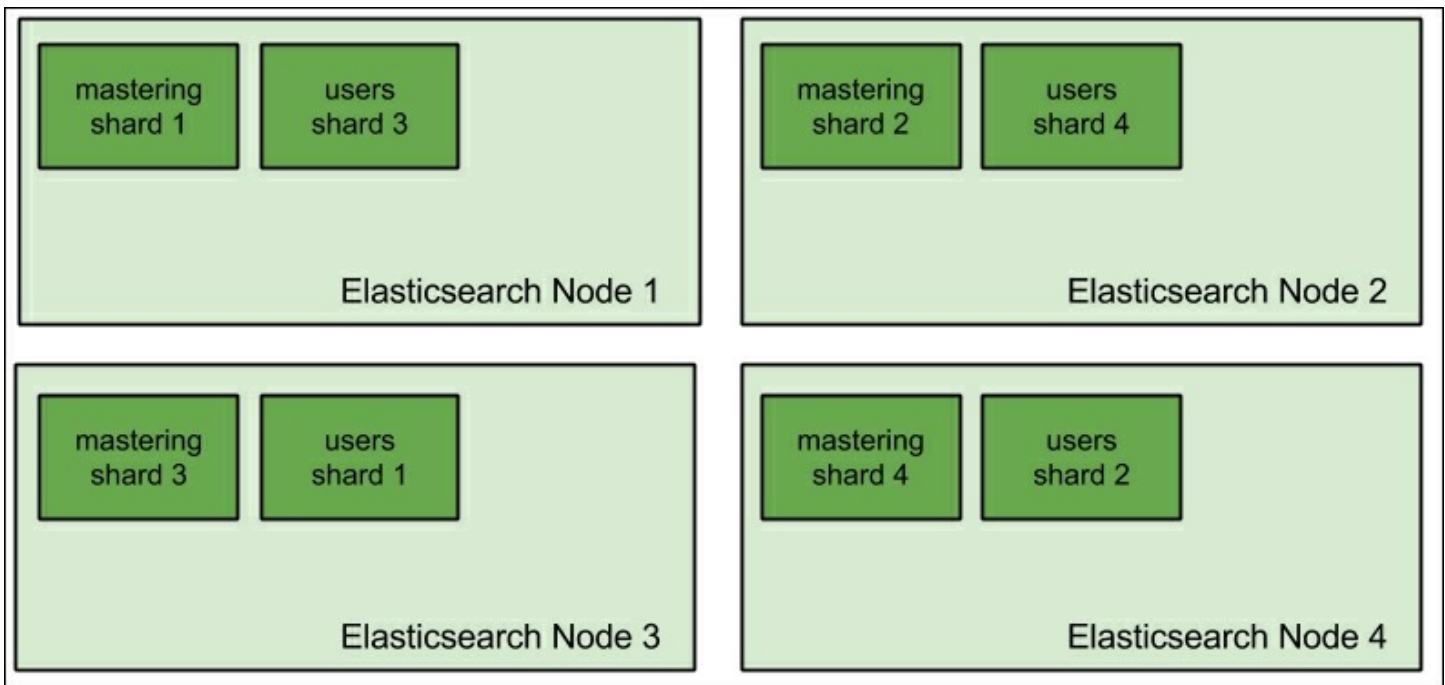 mastering
shard 1
users
shard 3
Elasticsearch Node 1
mastering
shard 2
users
shard 4
Elasticsearch Node 2
mastering
shard 3
users
shard 1
Elasticsearch Node 3
mastering
shard 4
users
shard 2
Elasticsearch Node 4